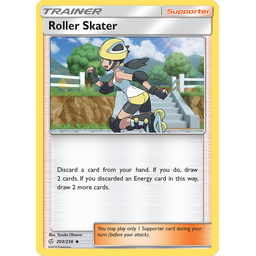 TRAINER
Supporter
Roller Skater
Discard a card from your hand. If you do, draw
2 cards. If you discarded an Energy card in this way,
draw 2 more cards.
Illus. Yusuke Ohmura
203/236
You may play only 1 Supporter card during your
turn (before your attack).